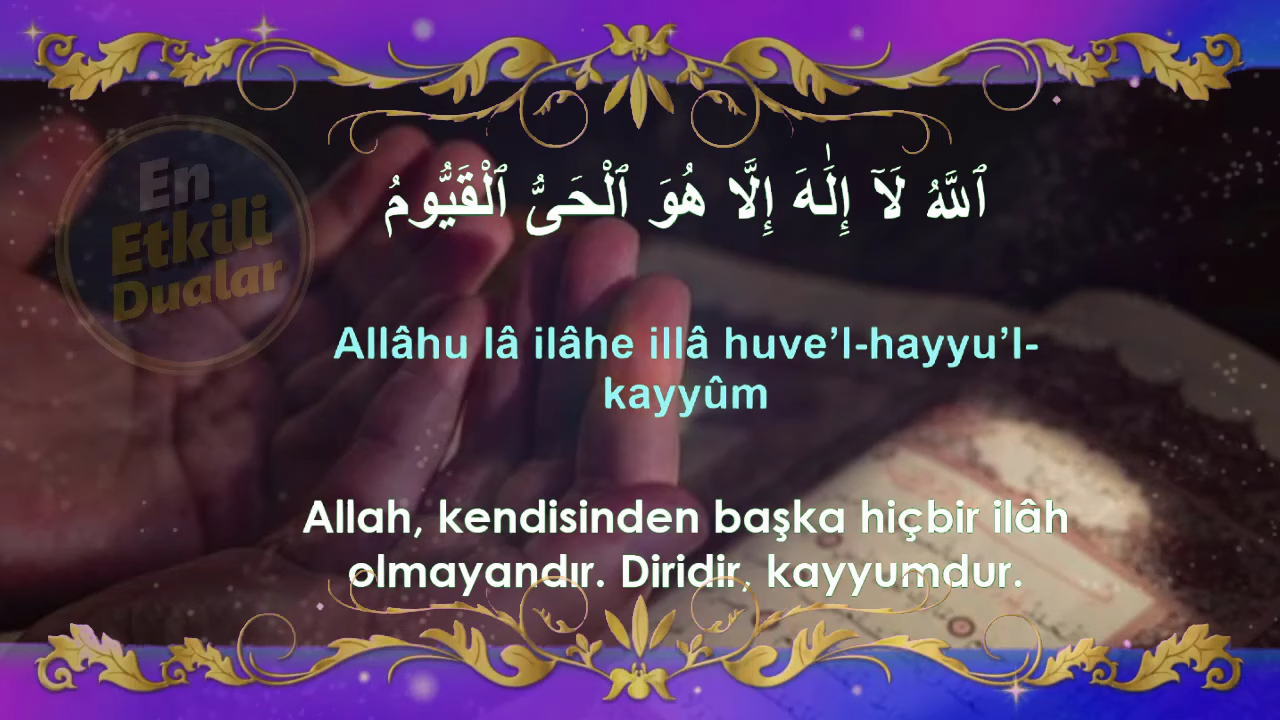 En
Etkili
Dualar
ٱللَّهُ لَآ إِلَٰهَ إِلَّا هُوَ ٱلْحَىُّ ٱلْقَيُّومُ
Allâhu lâ ilâhe illâ huve’l-hayyu’l-
kayyûm
Allah, kendisinden başka hiçbir ilâh
olmayandır. Diridir, kayyumdur.